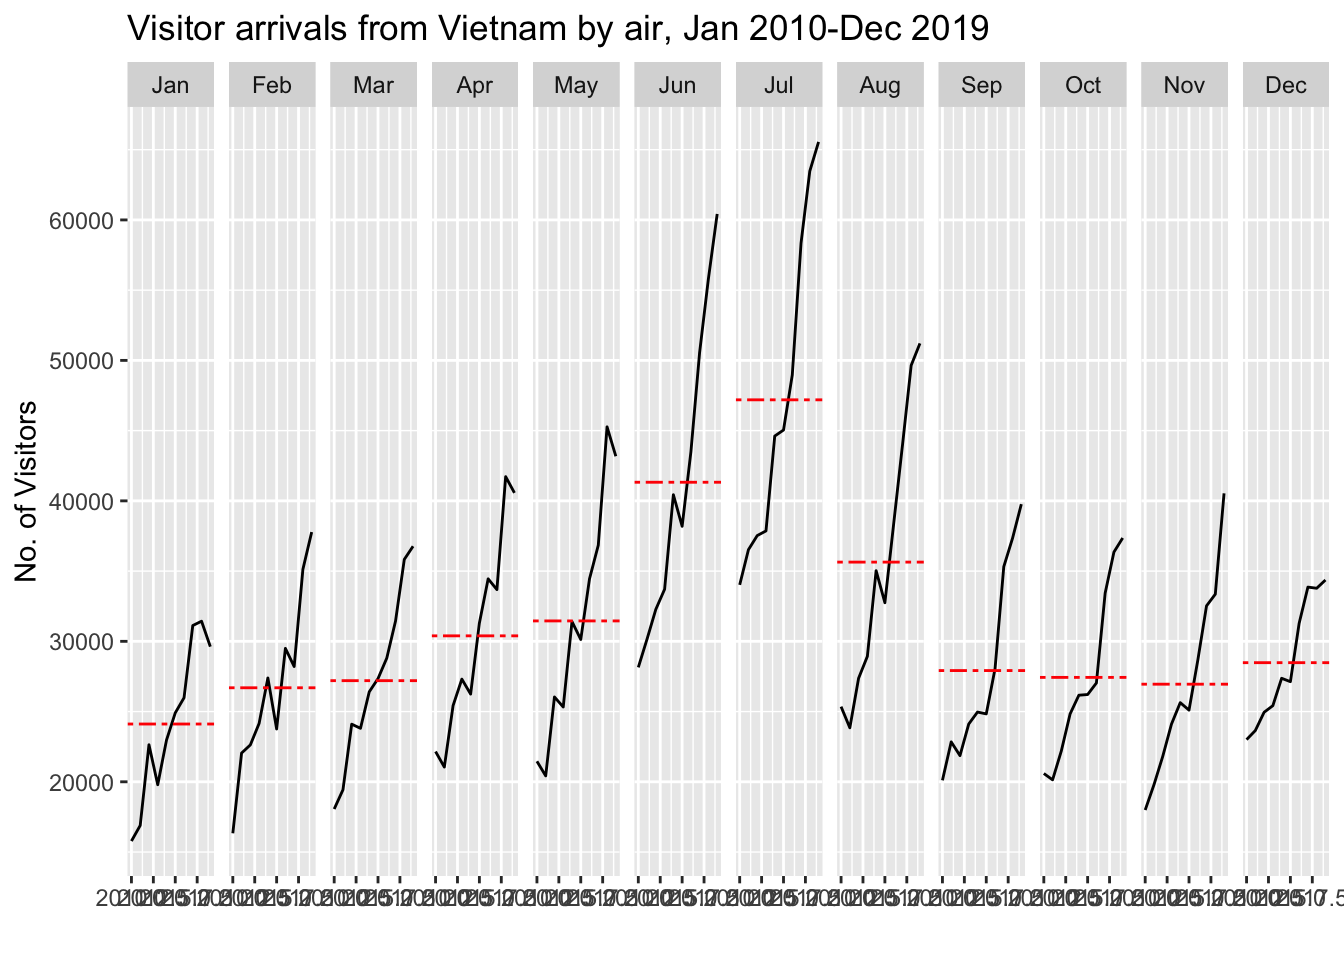 Visitor arrivals from Vietnam by air, Jan 2010-Dec 2019
Jan Feb Mar Apr May Jun Jul Aug Sep Oct Nov Dec
60000
50000
40000
30000
20000
No. of Visitors